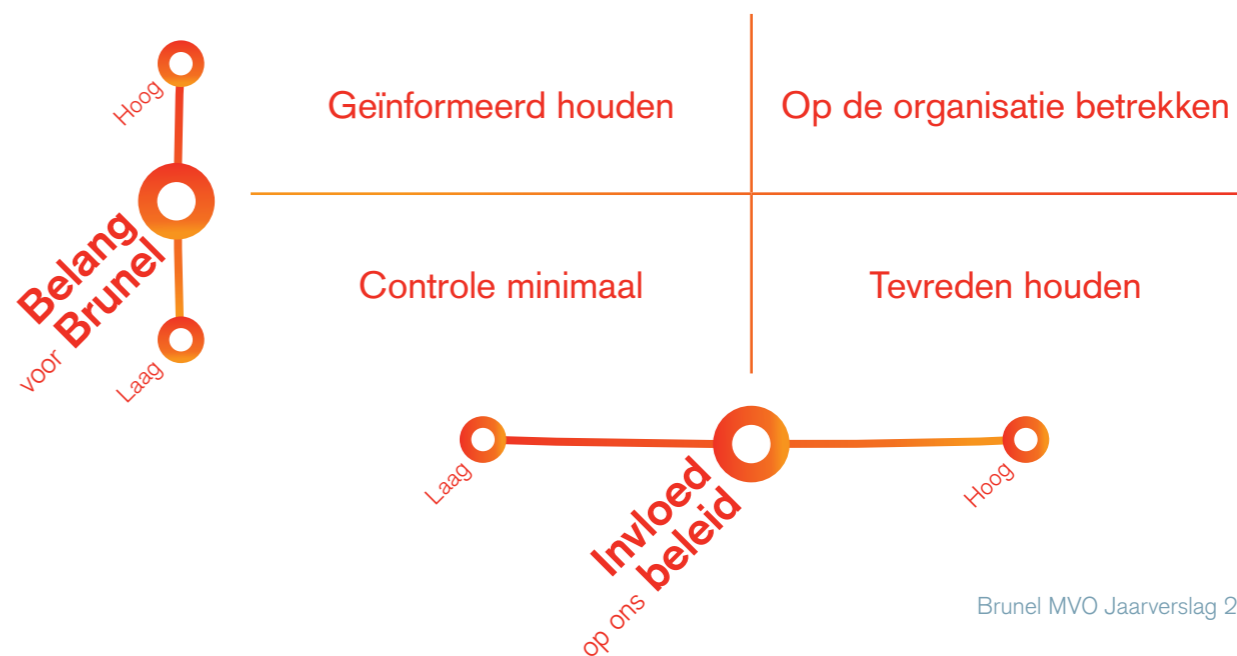 Hoog
Geïnformeerd houden
Op de organisatie betrekken
Belang
voor Brunel
Laag
Controle minimaal
Tevreden houden
Laag
Hoog
Invloed
op ons beleid
Brunel MVO Jaarverslag 2